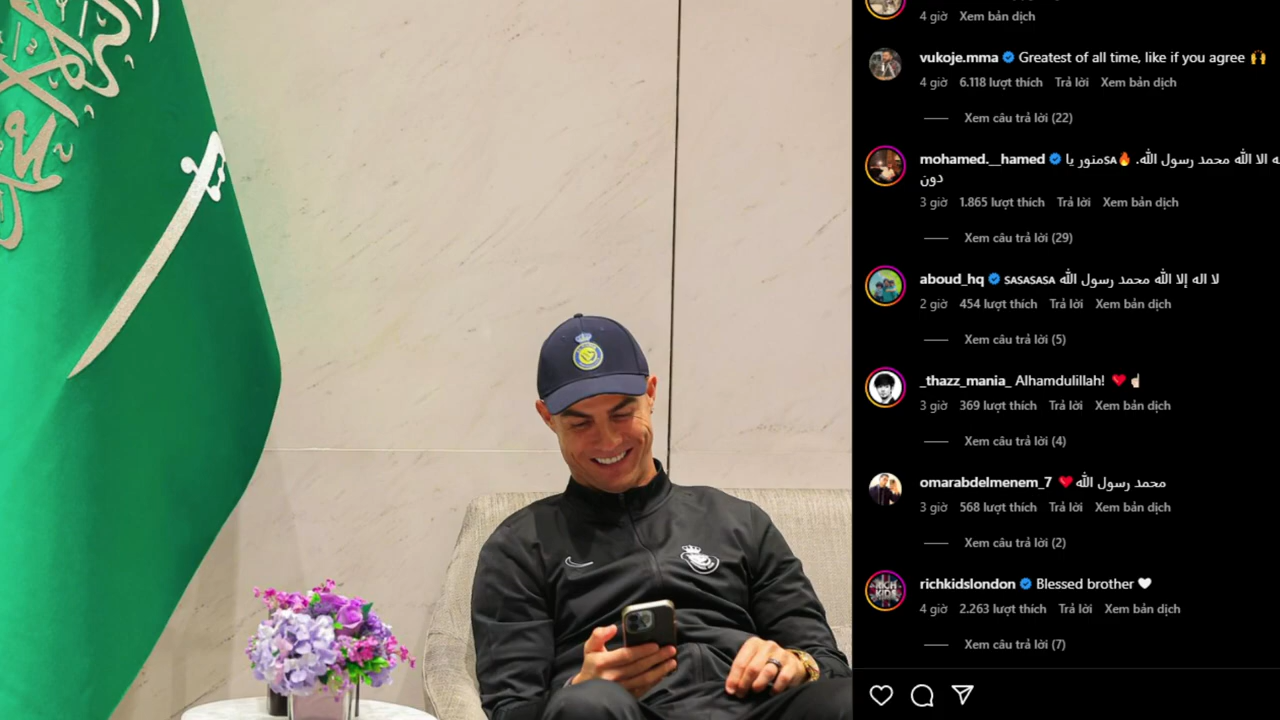 4 giờ Xem bản dịch
vukoje.mma Greatest of all time, like if you agree 🙌
4 giờ 6.118 lượt thích Trả lời Xem bản dịch
Xem câu trả lời (22)
mohamed.__hamed منور يا🇸🇦🔥 .ه الا الله محمد رسول الله
دون
3 giờ 1.865 lượt thích Trả lời Xem bản dịch
Xem câu trả lời (29)
aboud_hq لا اله إلا الله محمد رسول الله 🇸🇦🇸🇦🇸🇦🇸🇦
2 giờ 454 lượt thích Trả lời Xem bản dịch
Xem câu trả lời (5)
_thazz_mania_ Alhamdulillah! ❤️☝🏻
3 giờ 369 lượt thích Trả lời Xem bản dịch
Xem câu trả lời (4)
omarabdelmenem_7 محمد رسول الله❤️
3 giờ 568 lượt thích Trả lời Xem bản dịch
Xem câu trả lời (2)
richkidslondon Blessed brother 🤍
4 giờ 2.263 lượt thích Trả lời Xem bản dịch
Xem câu trả lời (7)